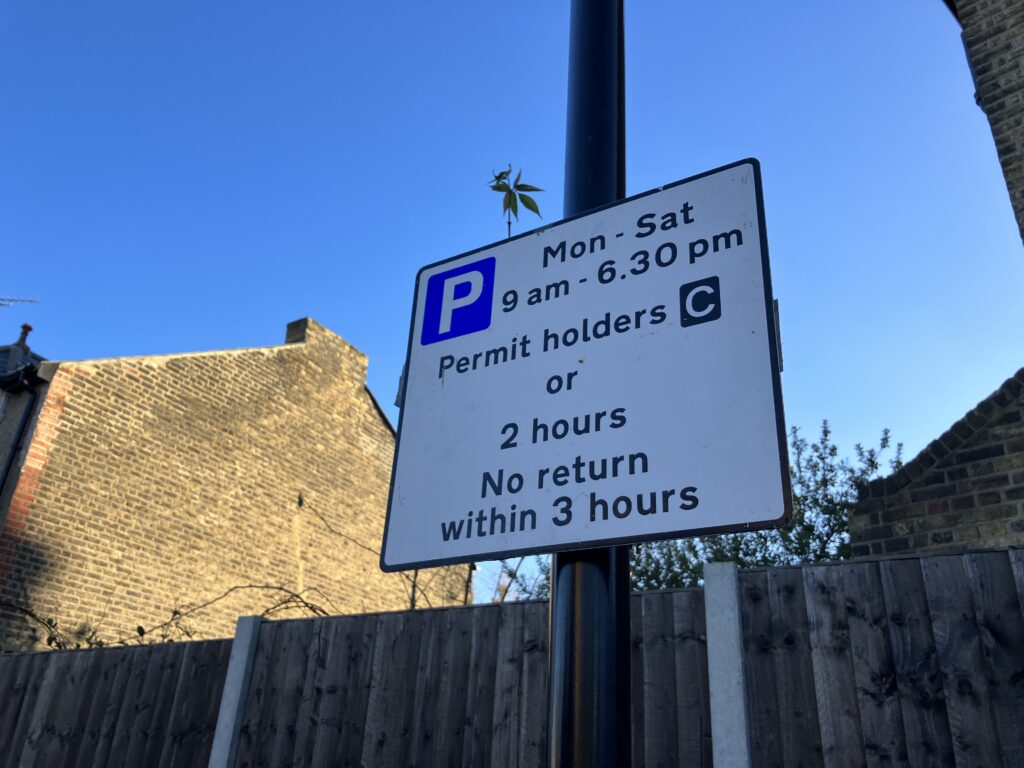 Mon - Sat
P 9 am - 6.30 pm
Permit holders C
or
2 hours
No return
within 3 hours